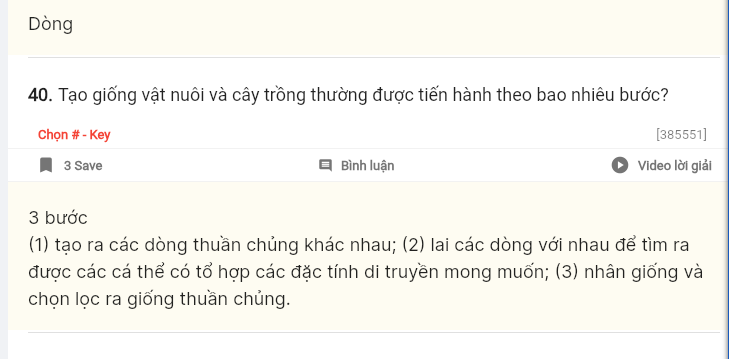 Dòng
40. Tạo giống vật nuôi và cây trồng thường được tiến hành theo bao nhiêu bước?
Chọn # - Key [385551]
3 Save Bình luận Video lời giải
3 bước
(1) tạo ra các dòng thuần chủng khác nhau; (2) lai các dòng với nhau để tìm ra
được các cá thể có tổ hợp các đặc tính di truyền mong muốn; (3) nhân giống và
chọn lọc ra giống thuần chủng.